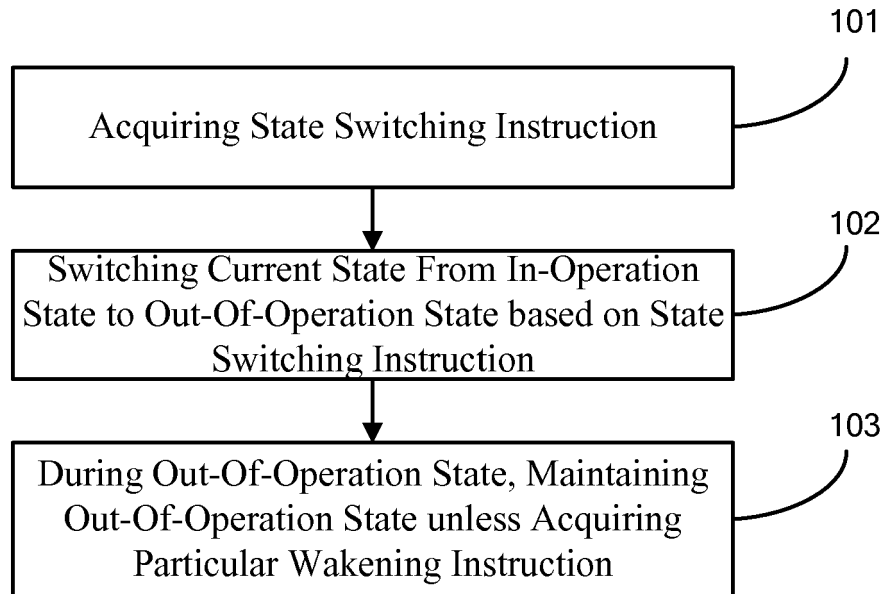 101
Acquiring State Switching Instruction
102
Switching Current State From In-Operation
State to Out-Of-Operation State based on State
Switching Instruction
103
During Out-Of-Operation State, Maintaining
Out-Of-Operation State unless Acquiring
Particular Wakening Instruction